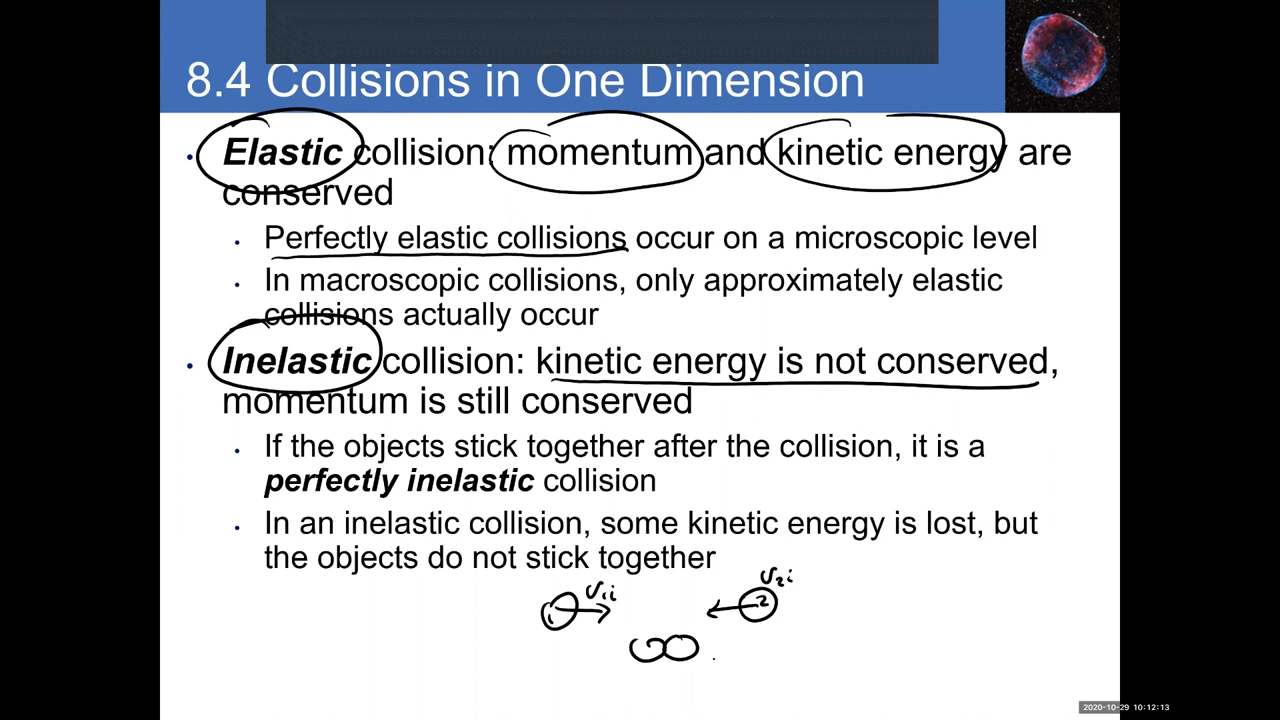 8.4 Collisions in One Dimension
• Elastic collision: momentum and kinetic energy are
conserved
• Perfectly elastic collisions occur on a microscopic level
• In macroscopic collisions, only approximately elastic
collisions actually occur
• Inelastic collision: kinetic energy is not conserved,
momentum is still conserved
• If the objects stick together after the collision, it is a
perfectly inelastic collision
• In an inelastic collision, some kinetic energy is lost, but
the objects do not stick together
1 v1i 2 v2i
2020-10-29 10:12:13